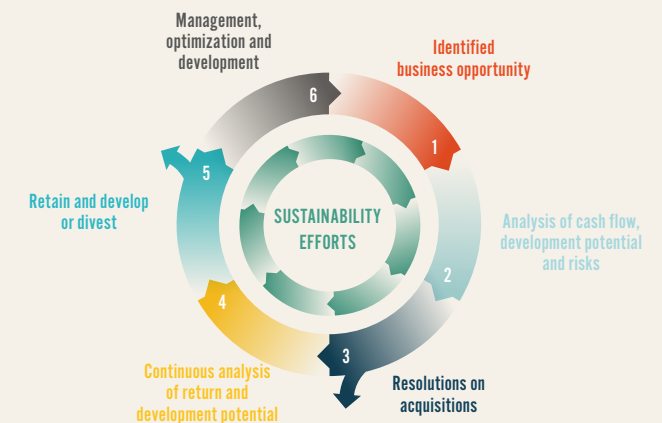 Management,
optimization and
development
Identified
business opportunity
6
1
5
Retain and develop
or divest
SUSTAINABILITY
EFFORTS
Analysis of cash flow,
development potential
and risks
2
4
3
Continuous analysis
of return and
development potential
Resolutions on
acquisitions